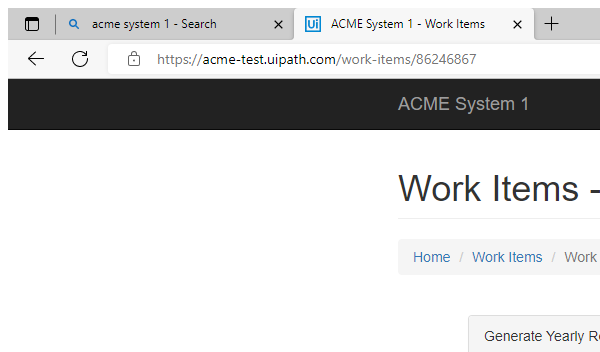 acme system 1 - Search
Ui ACME System 1 - Work Items
https://acme-test.uipath.com/work-items/86246867
ACME System 1
Work Items -
Home / Work Items / Work
Generate Yearly